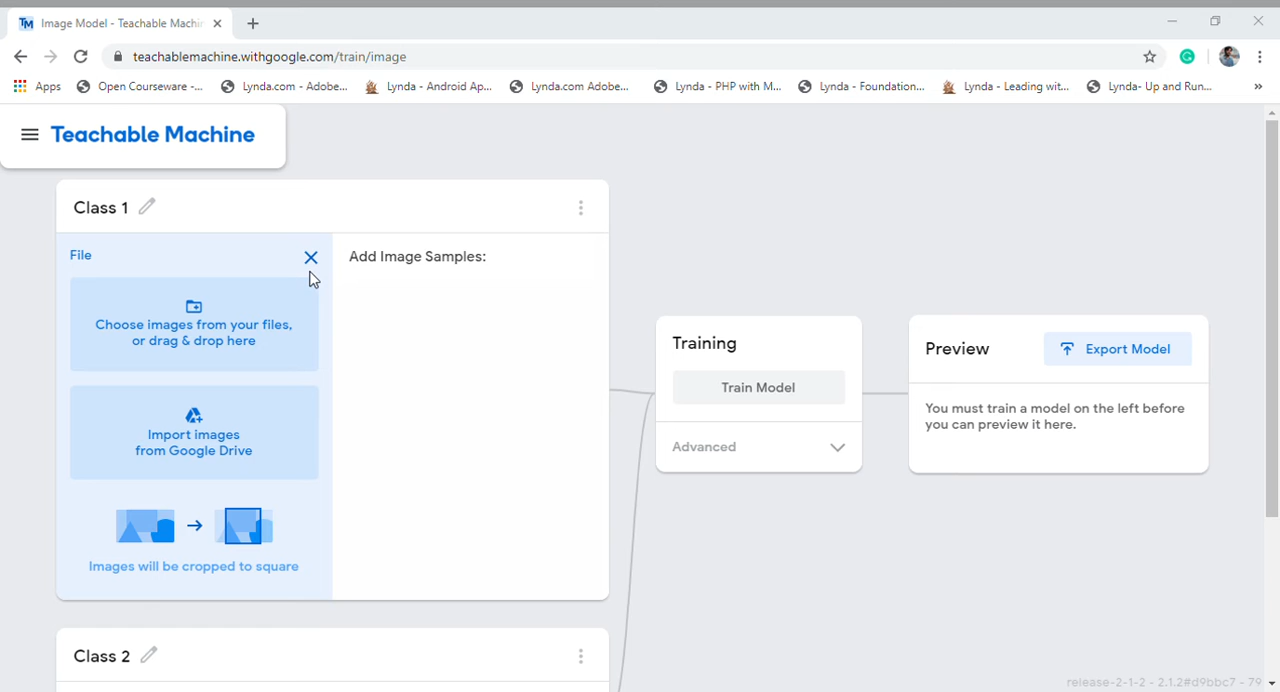 Image Model - Teachable Machin
teachablemachine.withgoogle.com/train/image
Apps Open Courseware -... Lynda.com - Adobe... Lynda - Android Ap... Lynda.com Adobe... Lynda - PHP with M... Lynda - Foundation... Lynda - Leading wit... Lynda- Up and Run... »
Teachable Machine
Class 1
File
Choose images from your files,
or drag & drop here
Import images
from Google Drive
Images will be cropped to square
Add Image Samples:
Training
Train Model
Advanced
Preview
Export Model
You must train a model on the left before
you can preview it here.
Class 2
release-2-1-2 - 2.1.2#d9bbc7 - 79